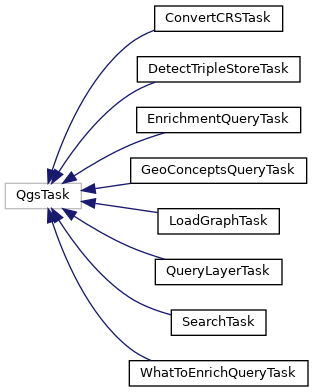 ConvertCRSTask
DetectTripleStoreTask
EnrichmentQueryTask
GeoConceptsQueryTask
QgsTask
LoadGraphTask
QueryLayerTask
SearchTask
WhatToEnrichQueryTask